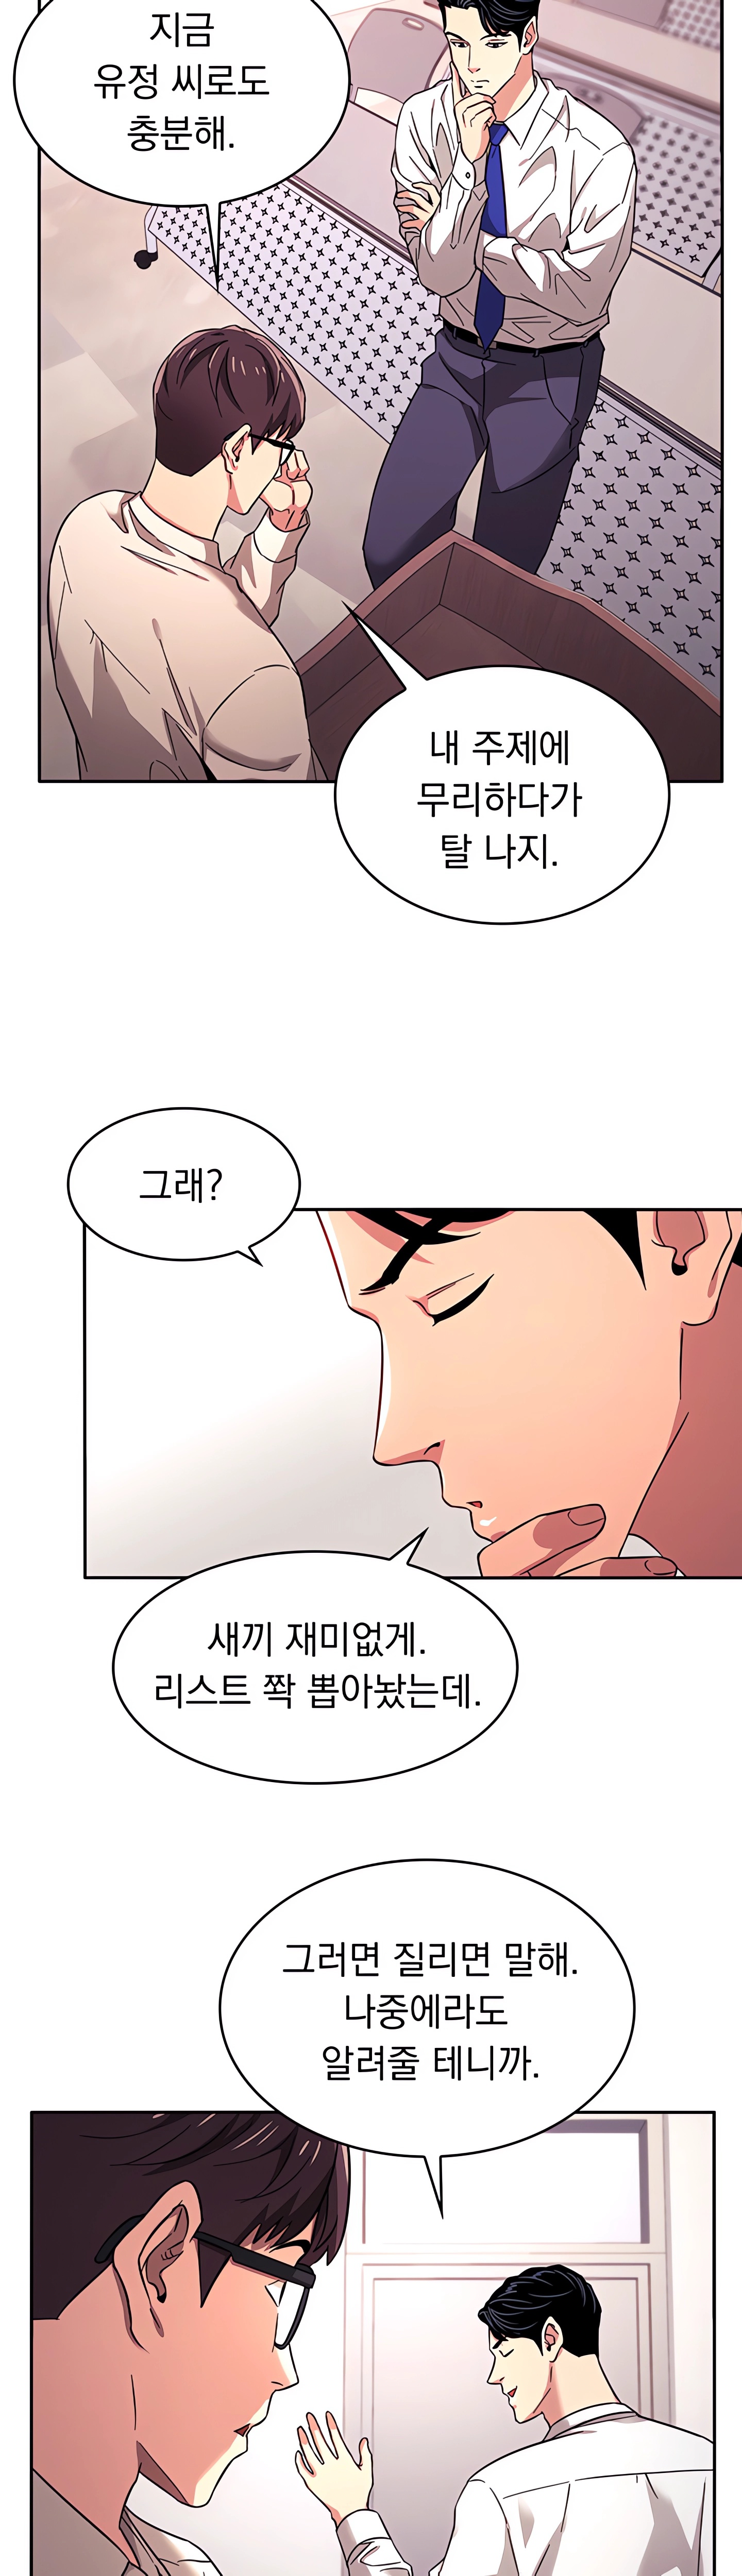 지금
유정 씨로도
충분해.
내 주제에
무리하다가
탈 나지.
그래?
새끼 재미없게.
리스트 쫙 뽑아놨는데.
그러면 질리면 말해.
나중에라도
알려줄 테니까.